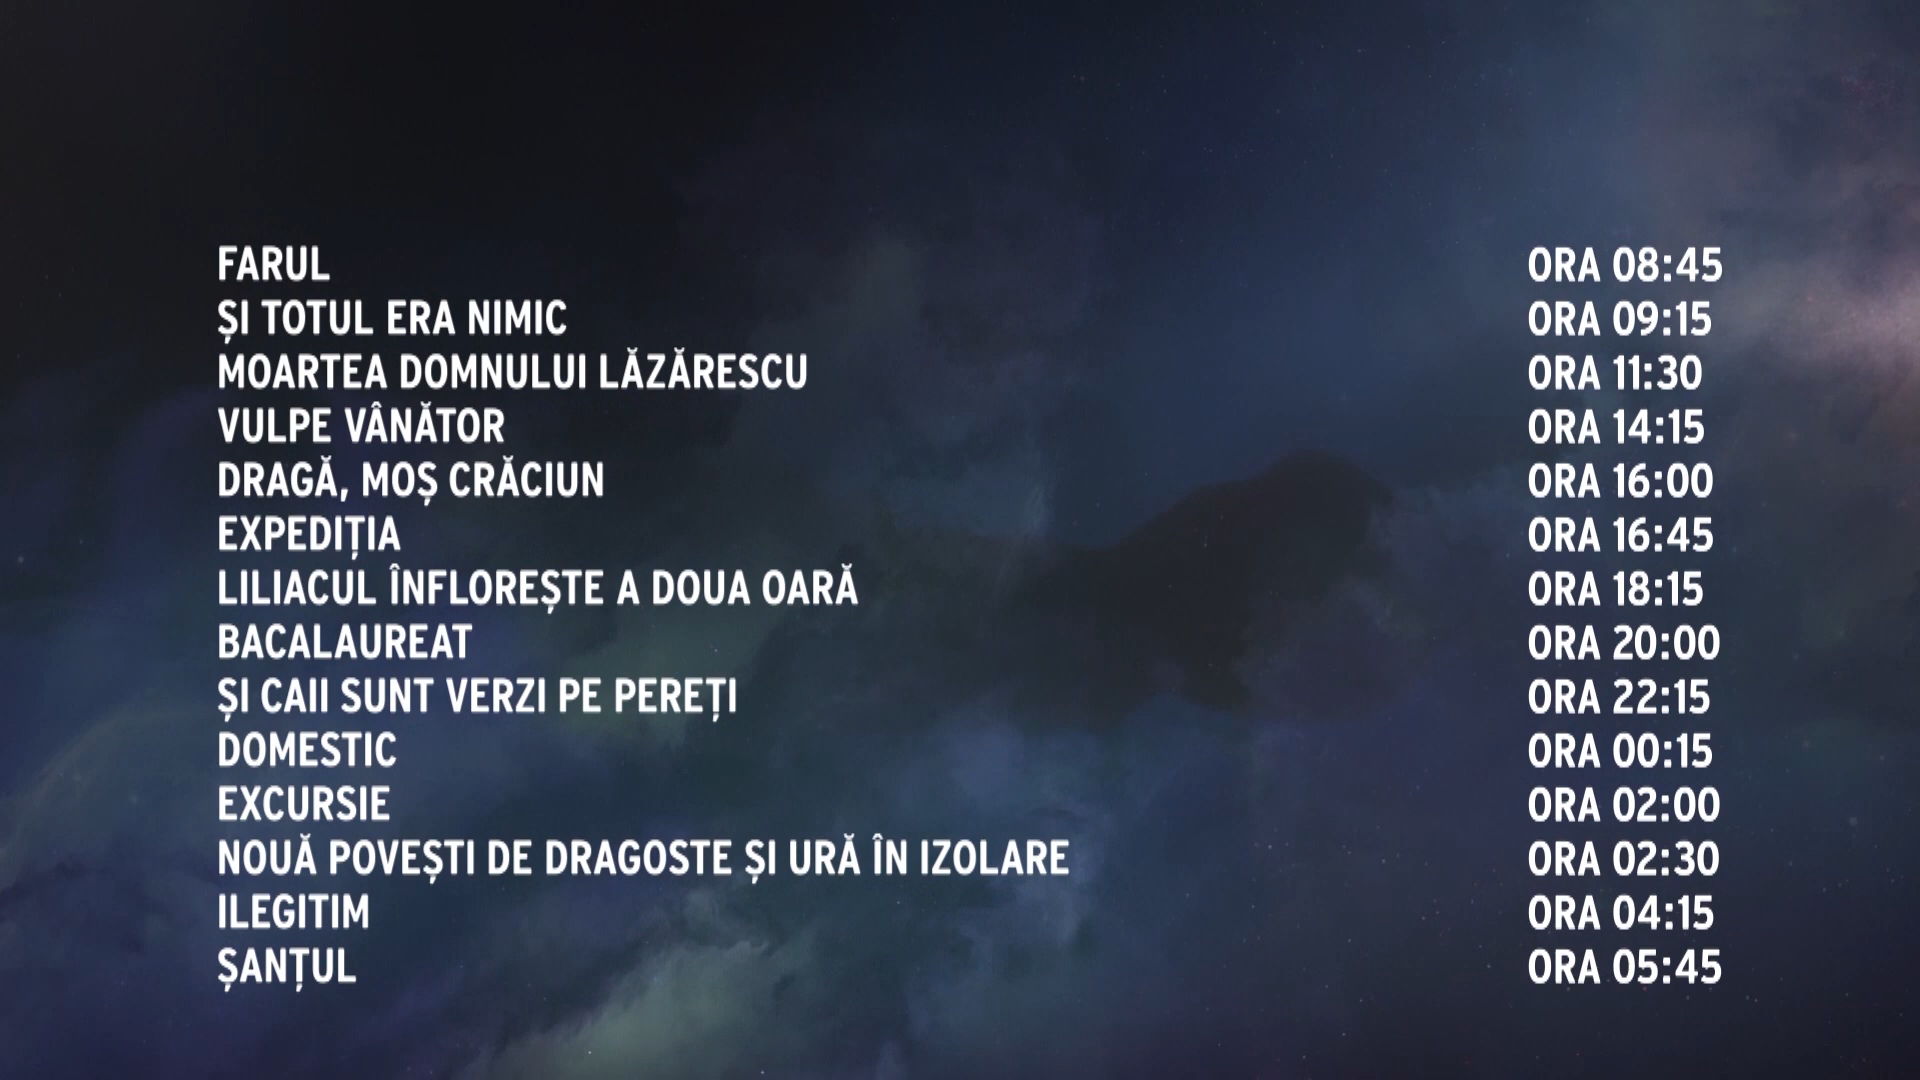 FARUL ORA 08:45
ȘI TOTUL ERA NIMIC ORA 09:15
MOARTEA DOMNULUI LĂZĂRESCU ORA 11:30
VULPE VÂNĂTOR ORA 14:15
DRAGĂ, MOȘ CRĂCIUN ORA 16:00
EXPEDIȚIA ORA 16:45
LILIACUL ÎNFLOREȘTE A DOUA OARĂ ORA 18:15
BACALAUREAT ORA 20:00
ȘI CAII SUNT VERZI PE PEREȚI ORA 22:15
DOMESTIC ORA 00:15
EXCURSIE ORA 02:00
NOUĂ POVEȘTI DE DRAGOSTE ȘI URĂ ÎN IZOLARE ORA 02:30
ILEGITIM ORA 04:15
ȘANȚUL ORA 05:45